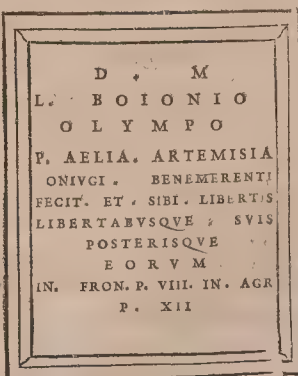 D . M
L. BOIONIO
OLYMPO
P. AELIA. ARTEMISIA
ONIVGI. BENEMERENTI
FECIT. ET. SIBI. LIBERTIS
LIBERTABVSQVE. SVIS
POSTERISQVE
EORVM
IN. FRON. P. VIII. IN. AGR
P. XII